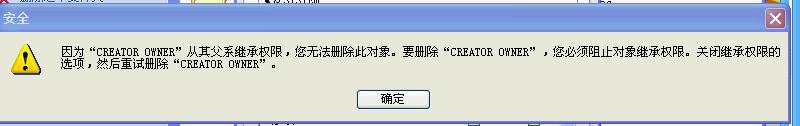 安全
因为“CREATOR OWNER”从其父系继承权限，您无法删除此对象。要删除“CREATOR OWNER”，您必须阻止对象继承权限。关闭继承权限的
选项，然后重试删除“CREATOR OWNER”。
确定